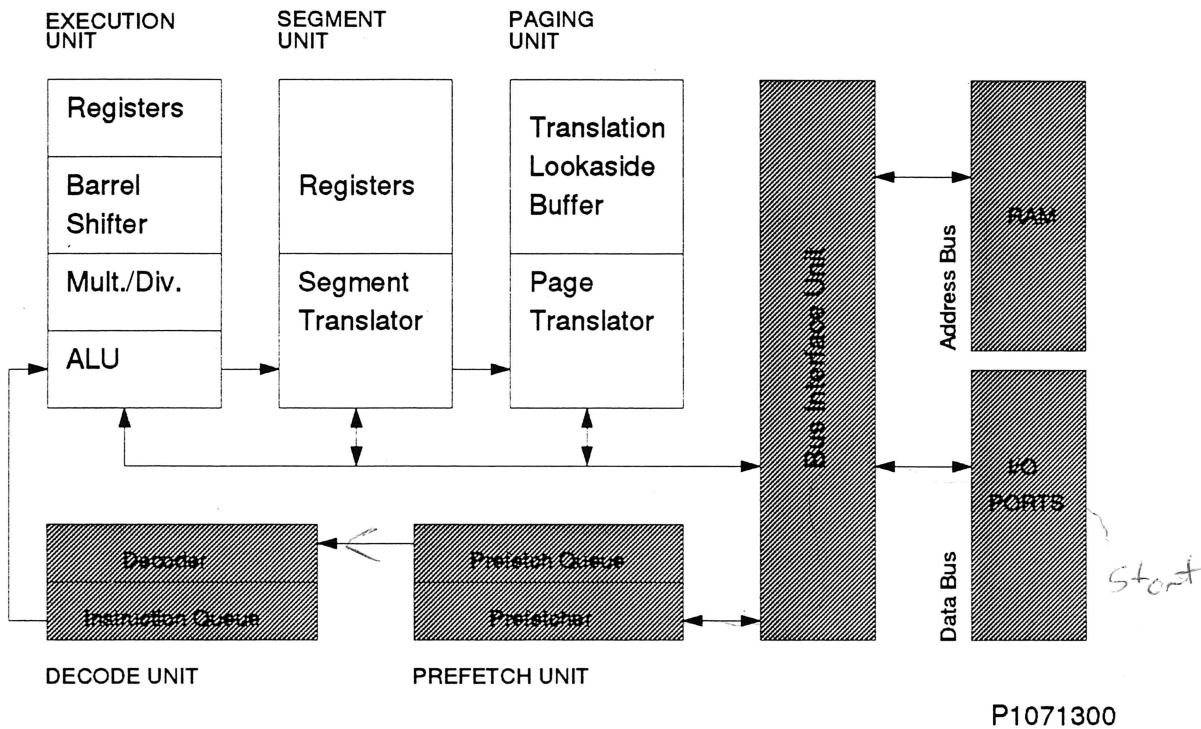 EXECUTION
UNIT
SEGMENT
UNIT
PAGING
UNIT
Registers
Barrel
Shifter
Mult./Div.
ALU
Registers
Segment
Translator
Translation
Lookaside
Buffer
Page
Translator
Bus Interface Unit
Address Bus
RAM
Data Bus
I/O
PORTS
Start
Decoder
Instruction Queue
DECODE UNIT
Prefetch Queue
Prefetcher
PREFETCH UNIT
P1071300